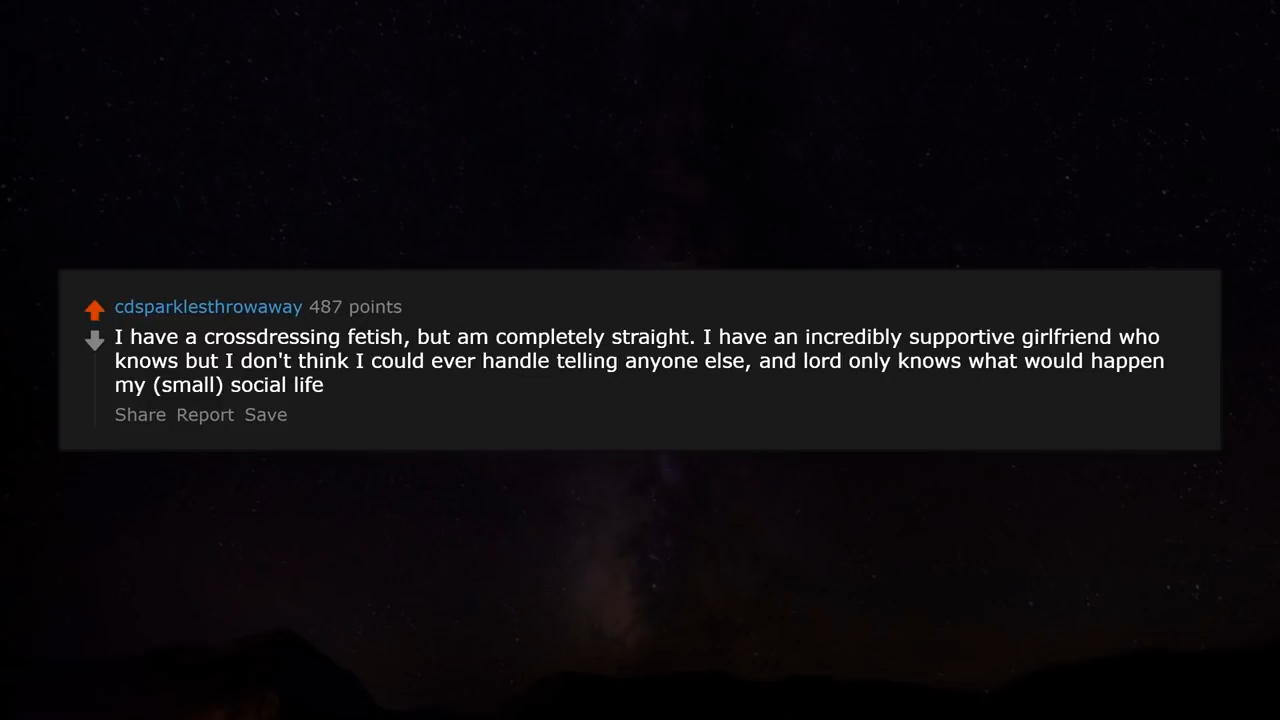 cdsparklesthrowaway 487 points
I have a crossdressing fetish, but am completely straight. I have an incredibly supportive girlfriend who
knows but I don't think I could ever handle telling anyone else, and lord only knows what would happen
my (small) social life
Share Report Save